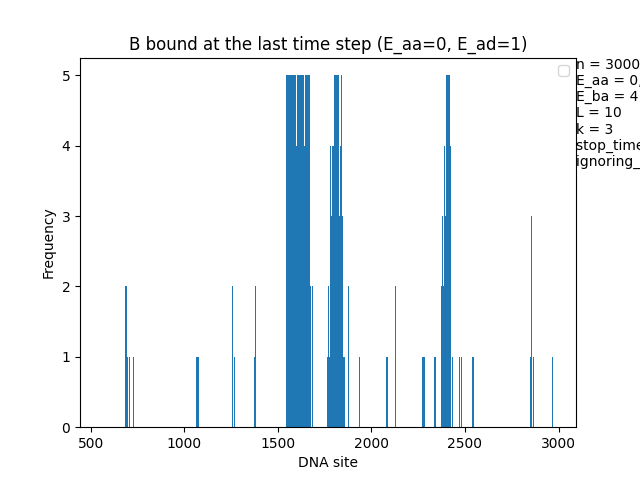 B bound at the last time step (E_aa=0, E_ad=1)
n = 3000
E_aa = 0,
E_ba = 4
L = 10
k = 3
stop_time
ignoring_
Frequency
5
4
3
2
1
0
500
1000
1500
2000
2500
3000
DNA site